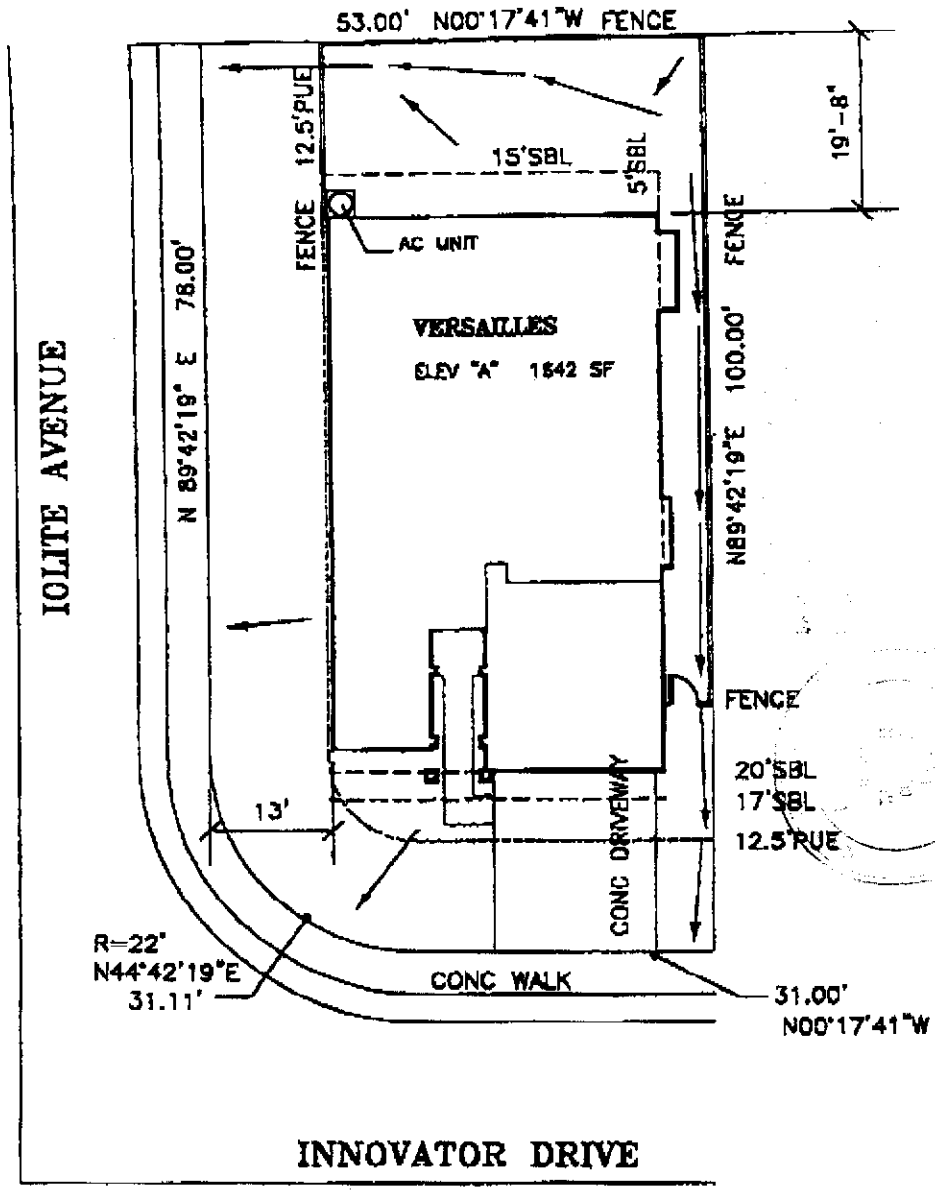 53.00' N00°17'41"W FENCE
12.5'PUE
19'-8"
15'SBL
5'SBL
FENCE
AC UNIT
FENCE
N 89°42'19" E 78.00'
VERSAILLES
ELEV "A" 1842 SF
IOLITE AVENUE
N89°42'19"E 100.00'
FENCE
20'SBL
17'SBL
13'
12.5'PUE
CONC DRIVEWAY
R=22'
N44°42'19"E
31.11'
CONC WALK
31.00'
N00°17'41"W
INNOVATOR DRIVE